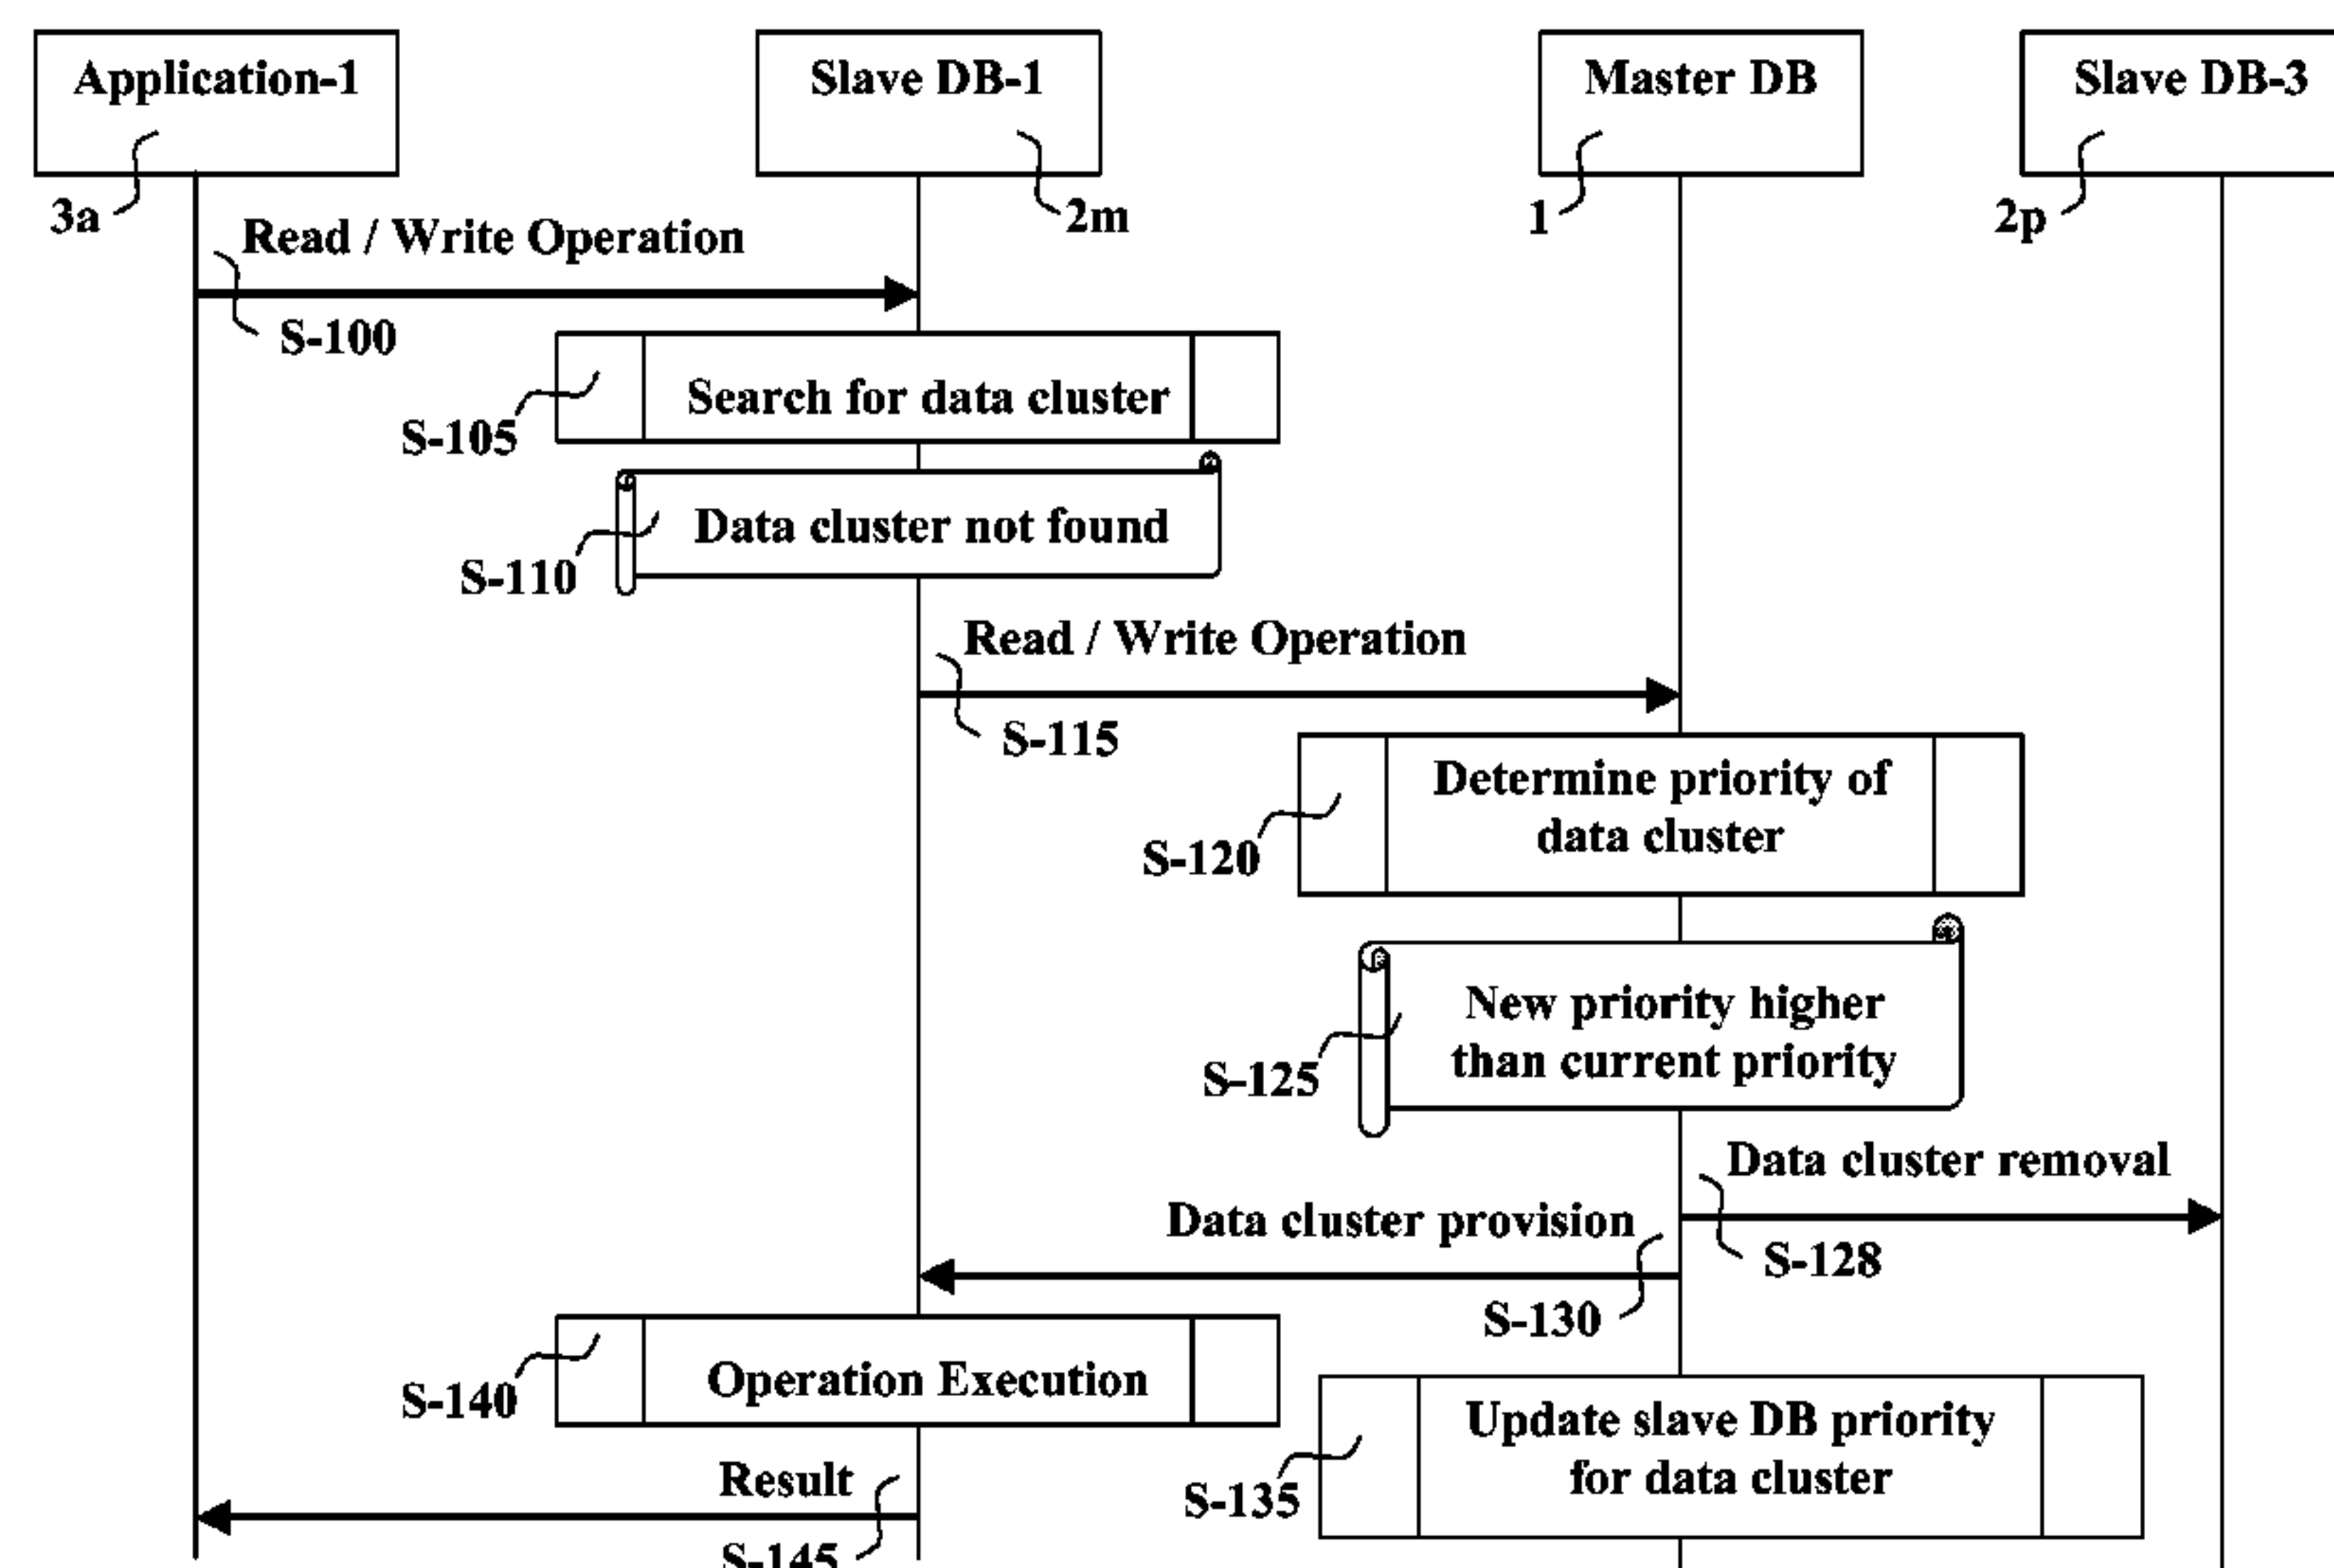 Application-1
Slave DB-1
Master DB
Slave DB-3
3a
2m
1
2p
Read / Write Operation
S-100
Search for data cluster
S-105
Data cluster not found
S-110
Read / Write Operation
S-115
Determine priority of
data cluster
S-120
New priority higher
than current priority
S-125
Data cluster removal
S-128
Data cluster provision
S-130
Operation Execution
S-140
Update slave DB priority
for data cluster
S-135
Result
S-145